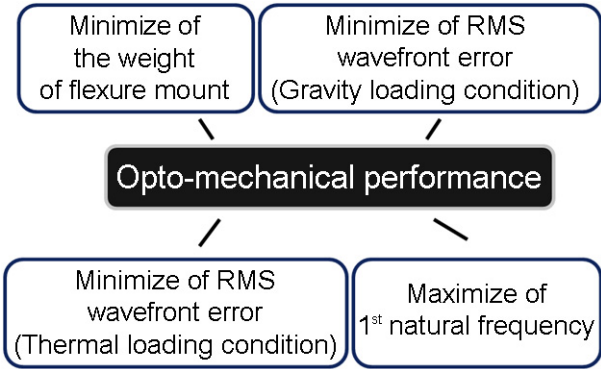 Minimize of
the weight
of flexure mount
Minimize of RMS
wavefront error
(Gravity loading condition)
Opto-mechanical performance
Minimize of RMS
wavefront error
(Thermal loading condition)
Maximize of
1st natural frequency